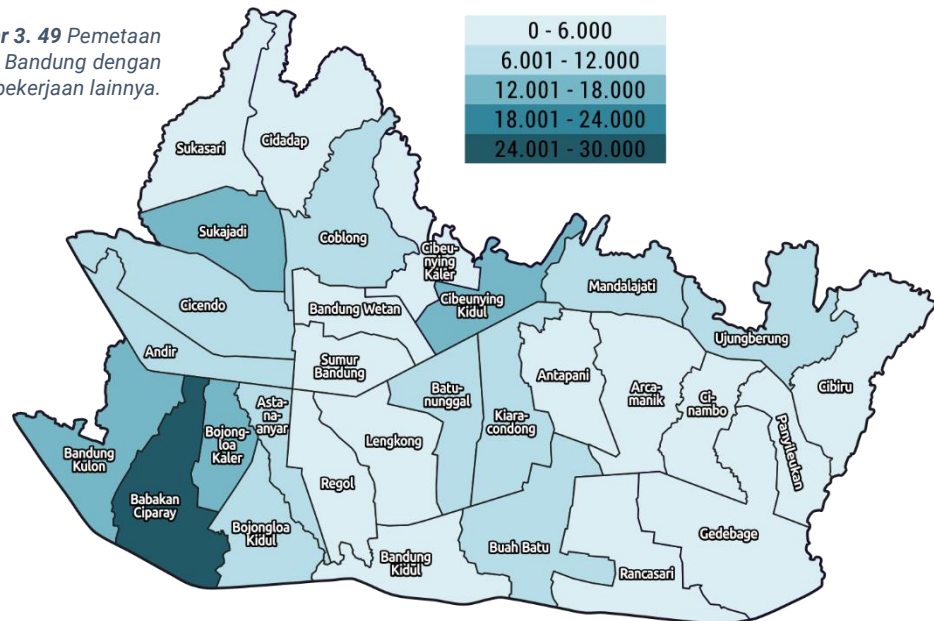 r 3. 49 Pemetaan
Bandung dengan
pekerjaan lainnya.
0 - 6.000
6.001 - 12.000
12.001 - 18.000
18.001 - 24.000
24.001 - 30.000
Sukasari
Cidadap
Sukajadi
Coblong
Cibeu-
nying
Kaler
Cicendo
Bandung Wetan
Cibeunying
Kidul
Mandalajati
Ujungberung
Andir
Sumur
Bandung
Antapani
Arca-
manik
Ci-
nambo
Cibiru
Panyileukan
Asta-
na-
anyar
Batu-
nunggal
Kiara-
condong
Bojong-
loa
Kaler
Lengkong
Bandung
Kulon
Babakan
Ciparay
Regol
Bojongloa
Kidul
Bandung
Kidul
Buah Batu
Gedebage
Rancasari